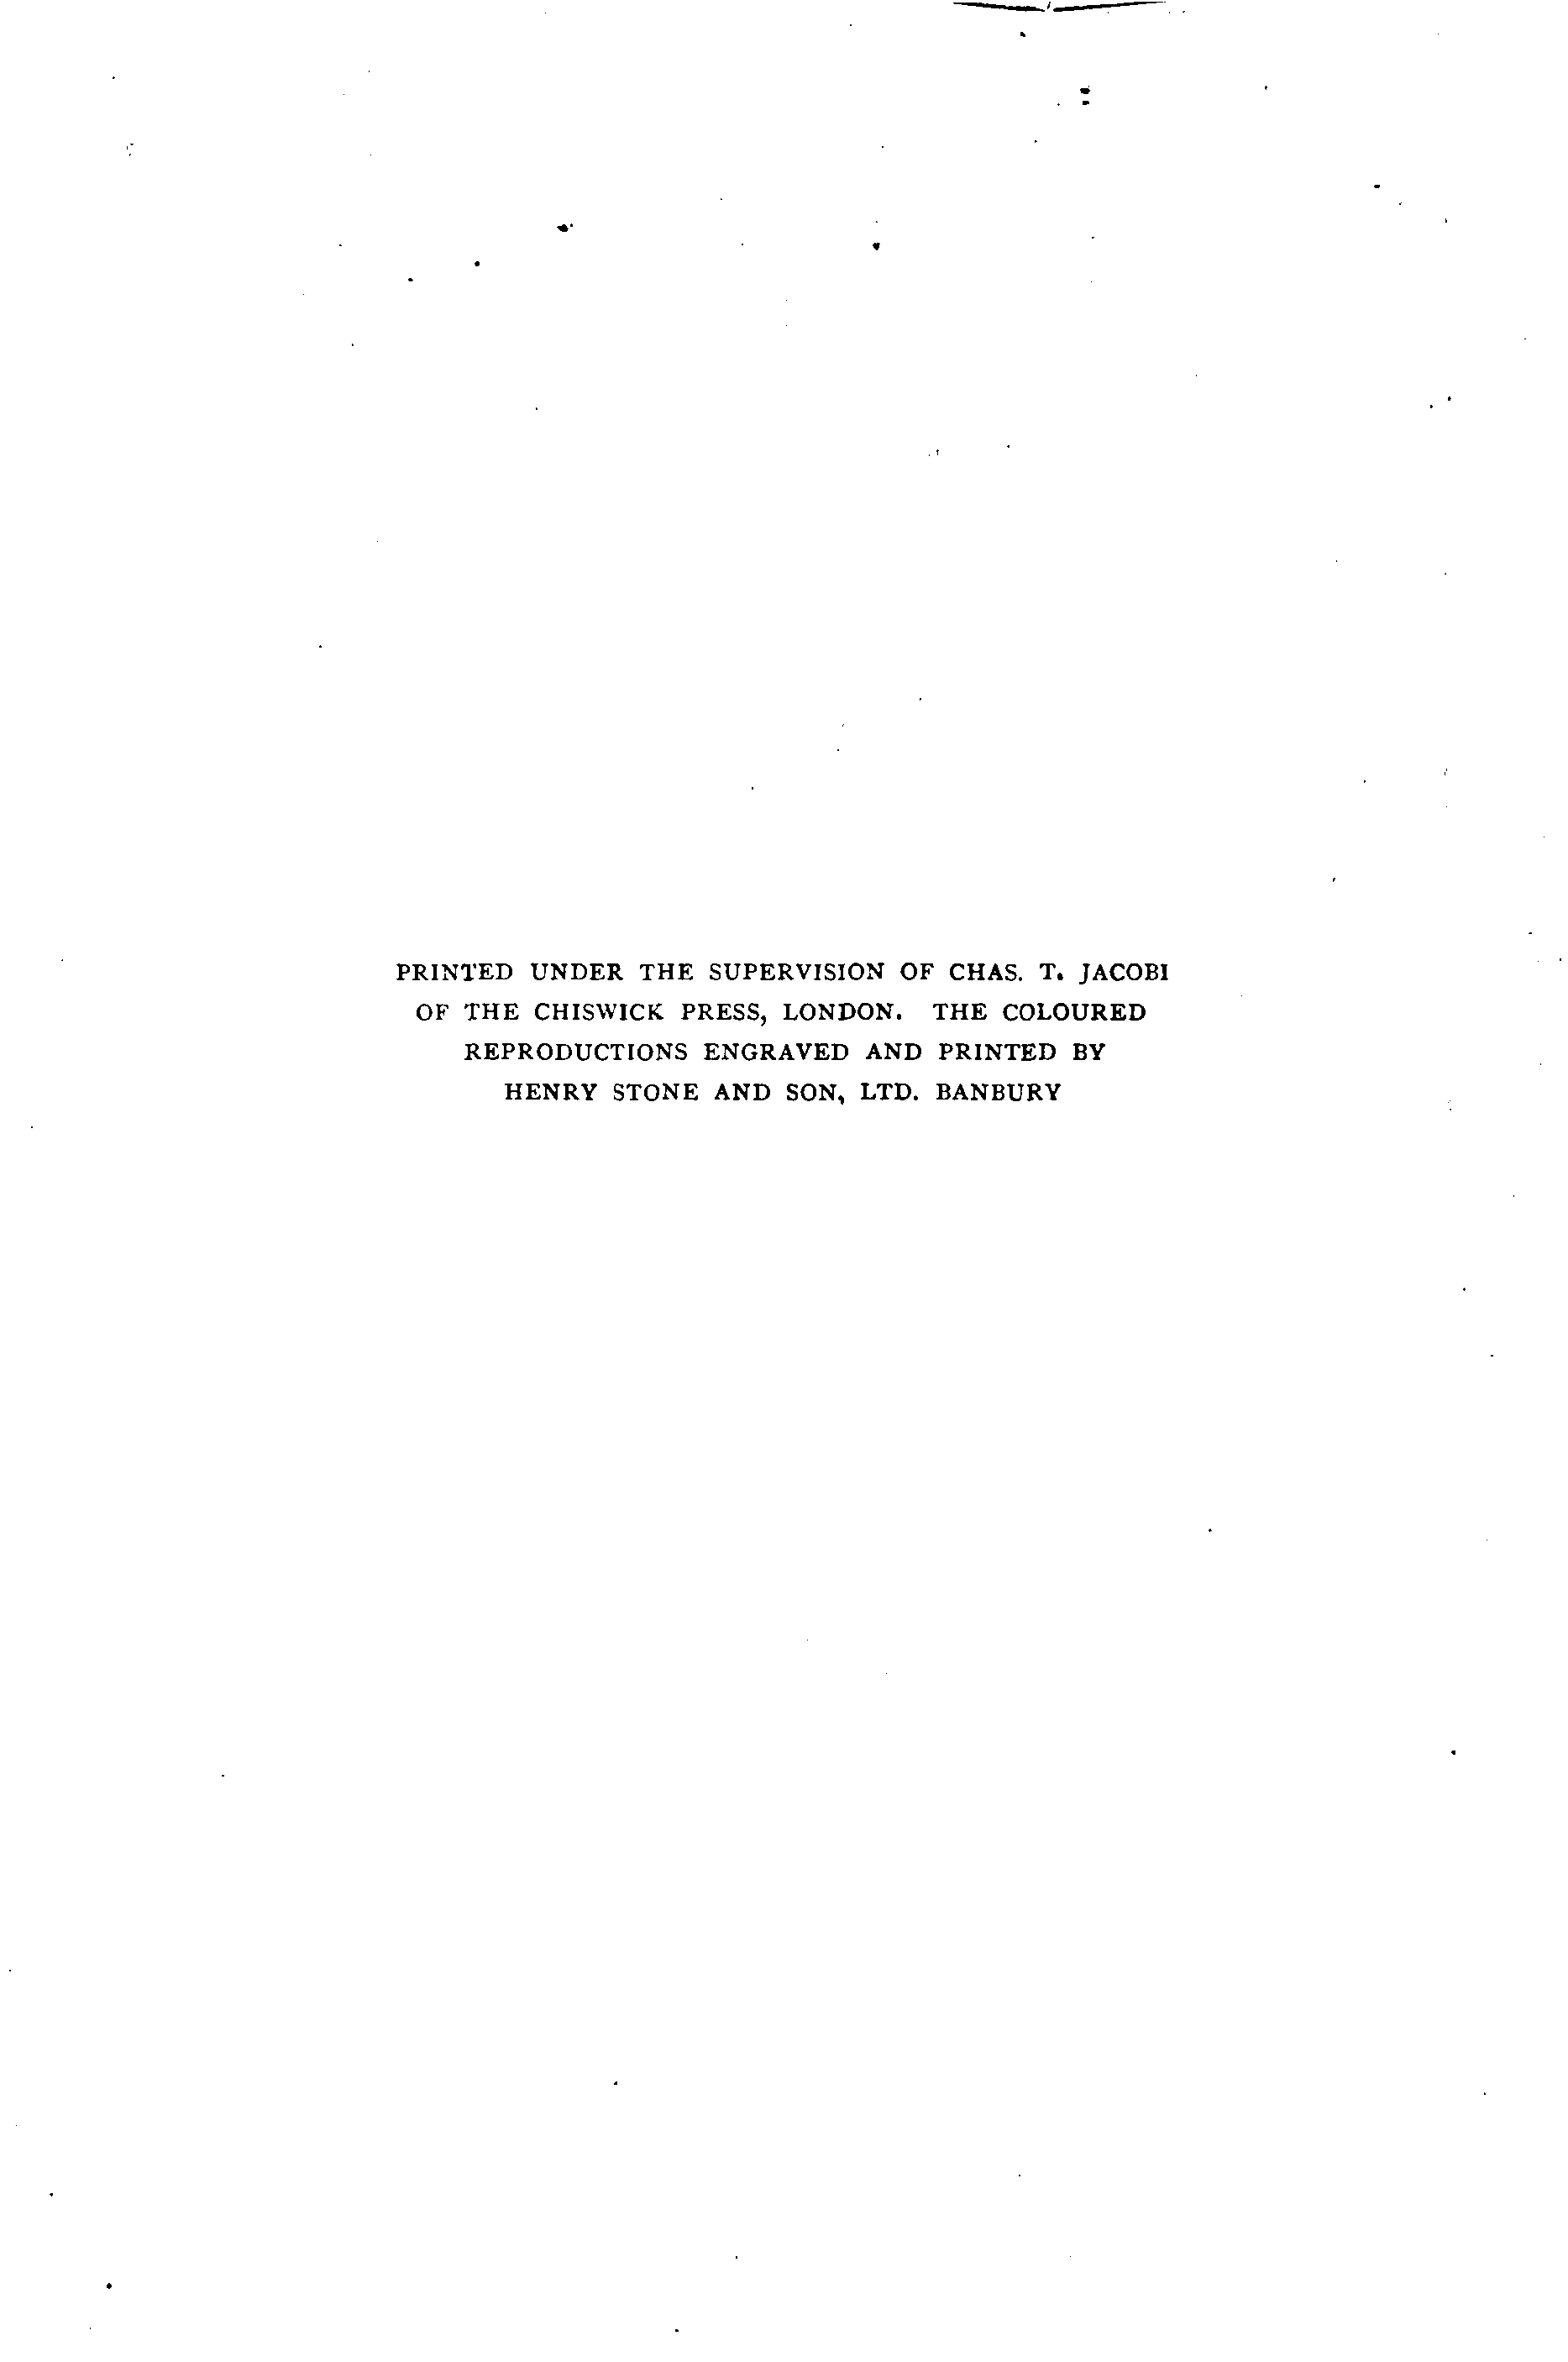 PRINTED UNDER THE SUPERVISION OF CHAS. T. JACOBI
OF THE CHISWICK PRESS, LONDON. THE COLOURED
REPRODUCTIONS ENGRAVED AND PRINTED BY
HENRY STONE AND SON, LTD. BANBURY